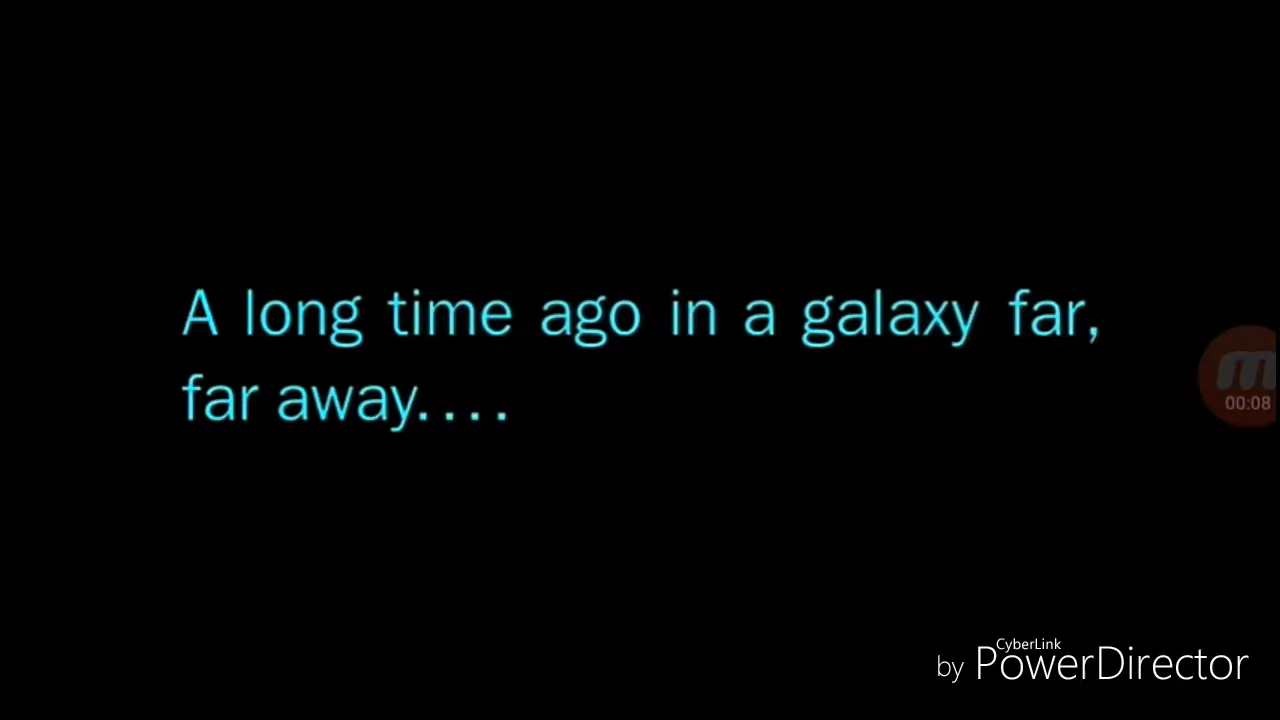 A long time ago in a galaxy far,
far away....
m
00:08
CyberLink
by PowerDirector